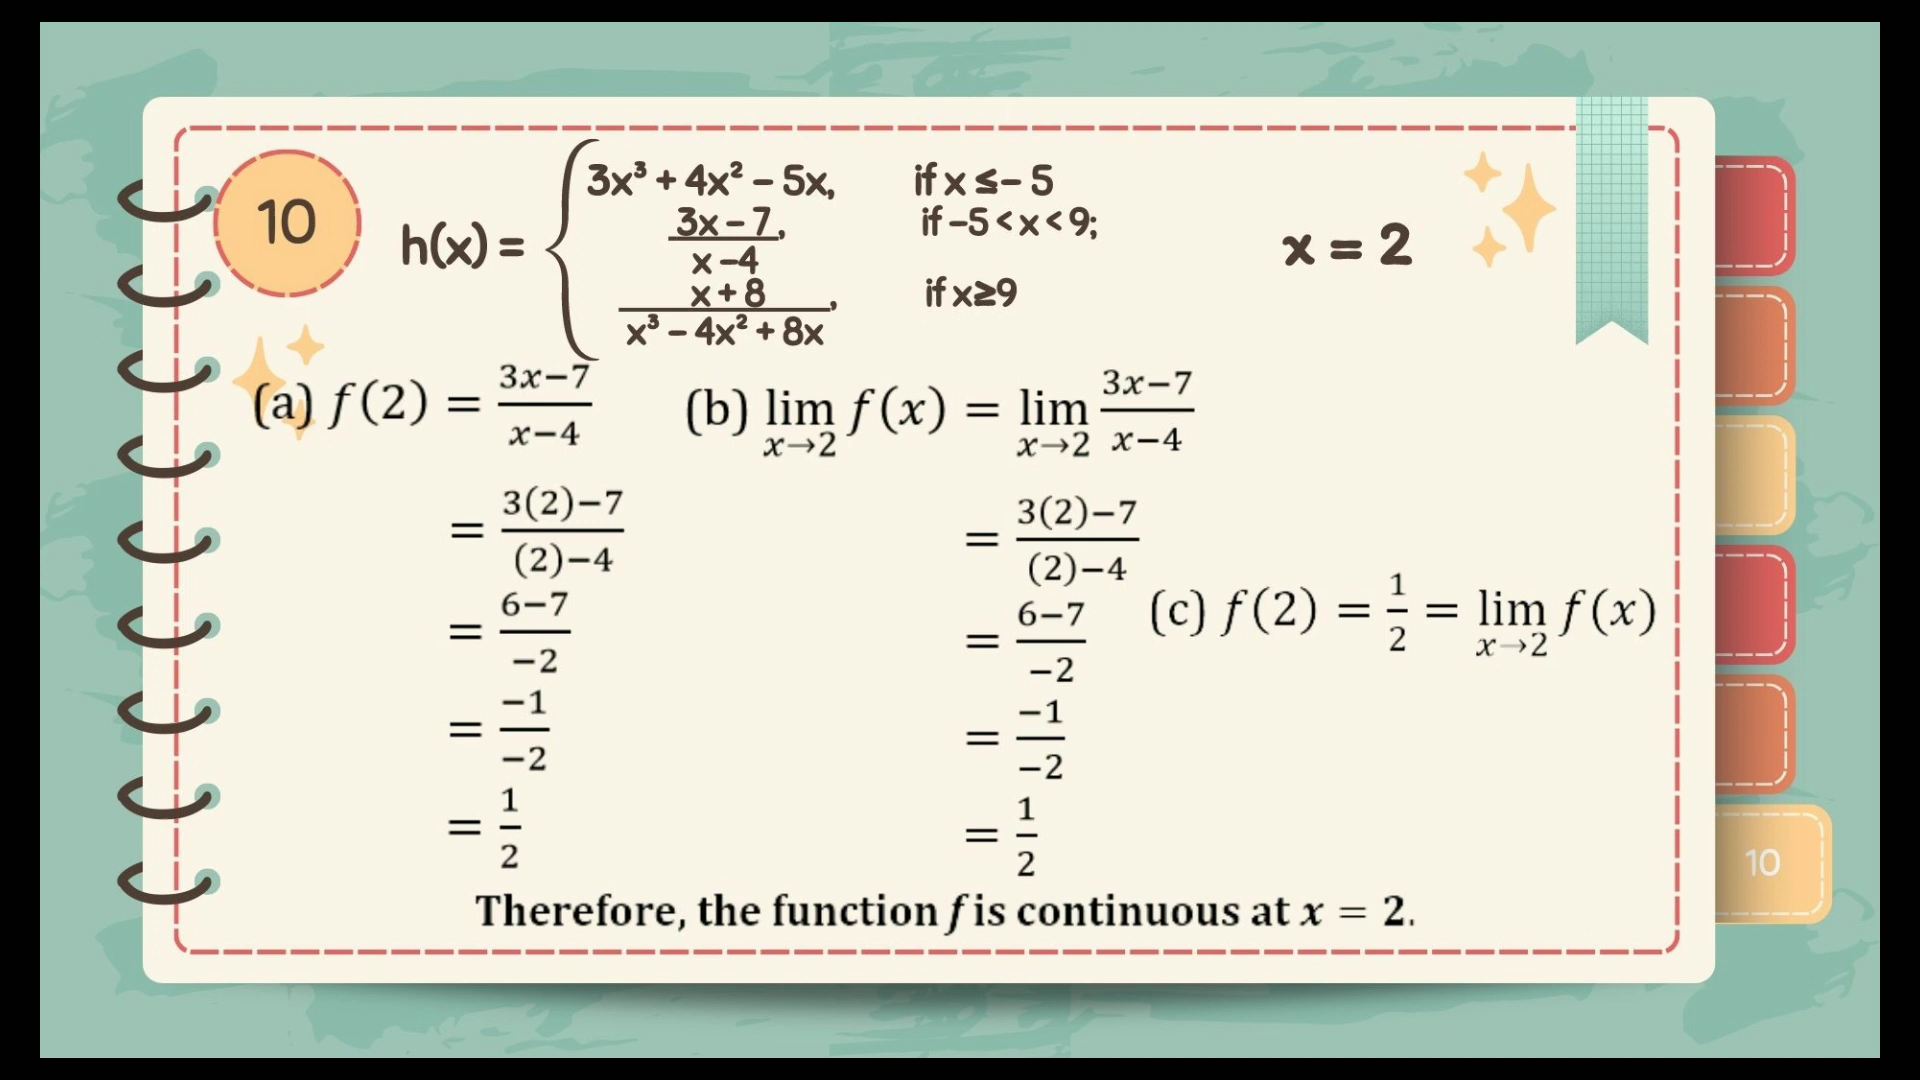 10
h(x) = { 3x³ + 4x² – 5x, if x ≤ – 5
3x – 7, if –5 < x < 9;
x –4
x + 8, if x≥9
x³ – 4x² + 8x
x = 2
(a) f(2) = 3x−7 / x−4
= 3(2)−7 / (2)−4
= 6−7 / −2
= −1 / −2
= 1 / 2
(b) lim x→2 f(x) = lim x→2 3x−7 / x−4
= 3(2)−7 / (2)−4
= 6−7 / −2
= −1 / −2
= 1 / 2
(c) f(2) = 1/2 = lim x→2 f(x)
Therefore, the function f is continuous at x = 2.
10